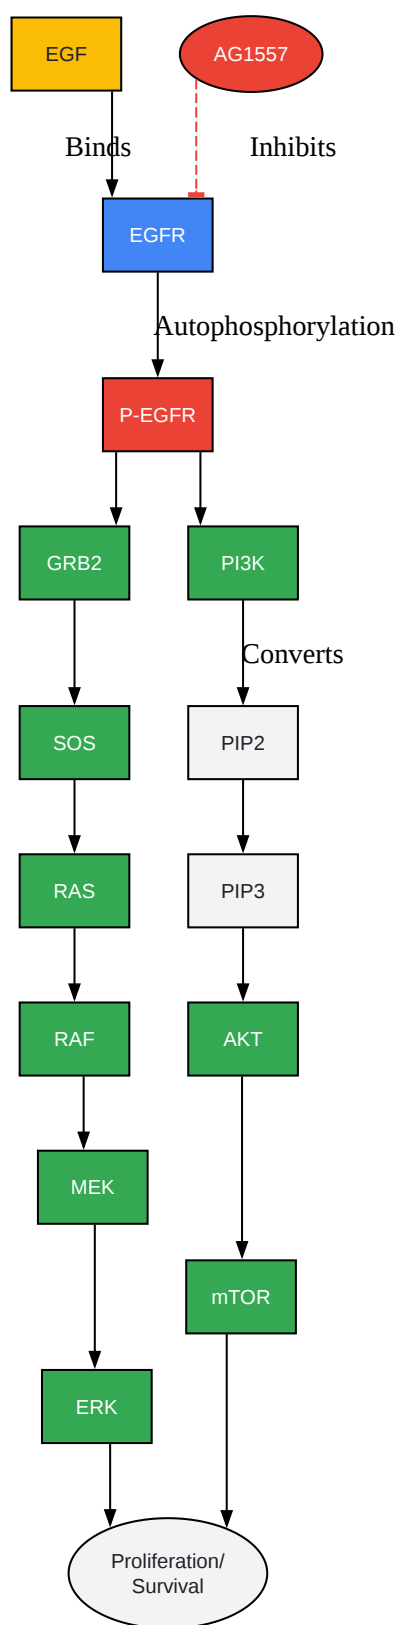 EGF
AG1557
Binds
Inhibits
EGFR
Autophosphorylation
P-EGFR
GRB2
PI3K
Converts
SOS
PIP2
RAS
PIP3
RAF
AKT
MEK
mTOR
ERK
Proliferation/
Survival